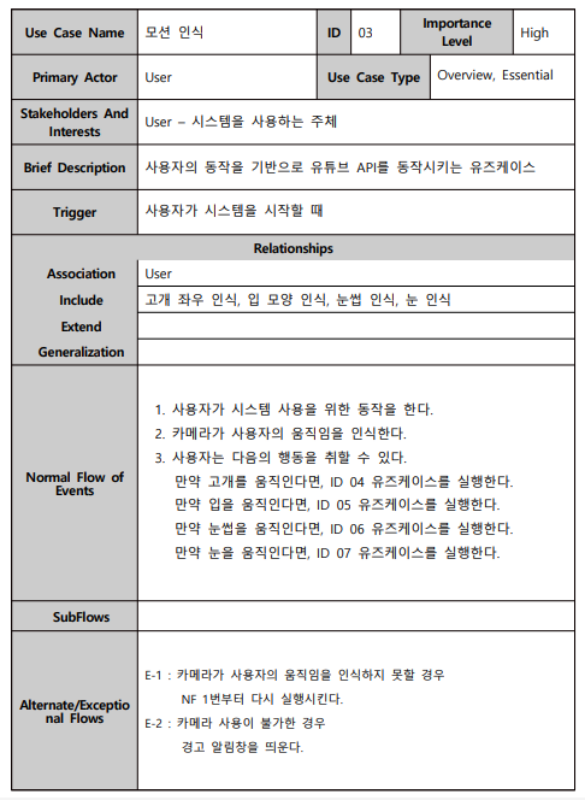 Use Case Name 모션 인식 ID 03 Importance Level High
Primary Actor User Use Case Type Overview, Essential
Stakeholders And Interests User – 시스템을 사용하는 주체
Brief Description 사용자의 동작을 기반으로 유튜브 API를 동작시키는 유즈케이스
Trigger 사용자가 시스템을 시작할 때
Relationships
Association User
Include 고개 좌우 인식, 입 모양 인식, 눈썹 인식, 눈 인식
Extend
Generalization
Normal Flow of Events
1. 사용자가 시스템 사용을 위한 동작을 한다.
2. 카메라가 사용자의 움직임을 인식한다.
3. 사용자는 다음의 행동을 취할 수 있다.
만약 고개를 움직인다면, ID 04 유즈케이스를 실행한다.
만약 입을 움직인다면, ID 05 유즈케이스를 실행한다.
만약 눈썹을 움직인다면, ID 06 유즈케이스를 실행한다.
만약 눈을 움직인다면, ID 07 유즈케이스를 실행한다.
SubFlows
Alternate/Exceptio
nal Flows
E-1 : 카메라가 사용자의 움직임을 인식하지 못할 경우
NF 1번부터 다시 실행시킨다.
E-2 : 카메라 사용이 불가한 경우
경고 알림창을 띄운다.